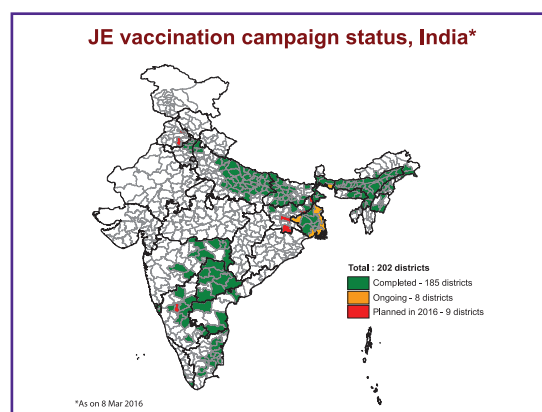 JE vaccination campaign status, India*
Total : 202 districts
Completed - 185 districts
Ongoing - 8 districts
Planned in 2016 - 9 districts
*As on 8 Mar 2016